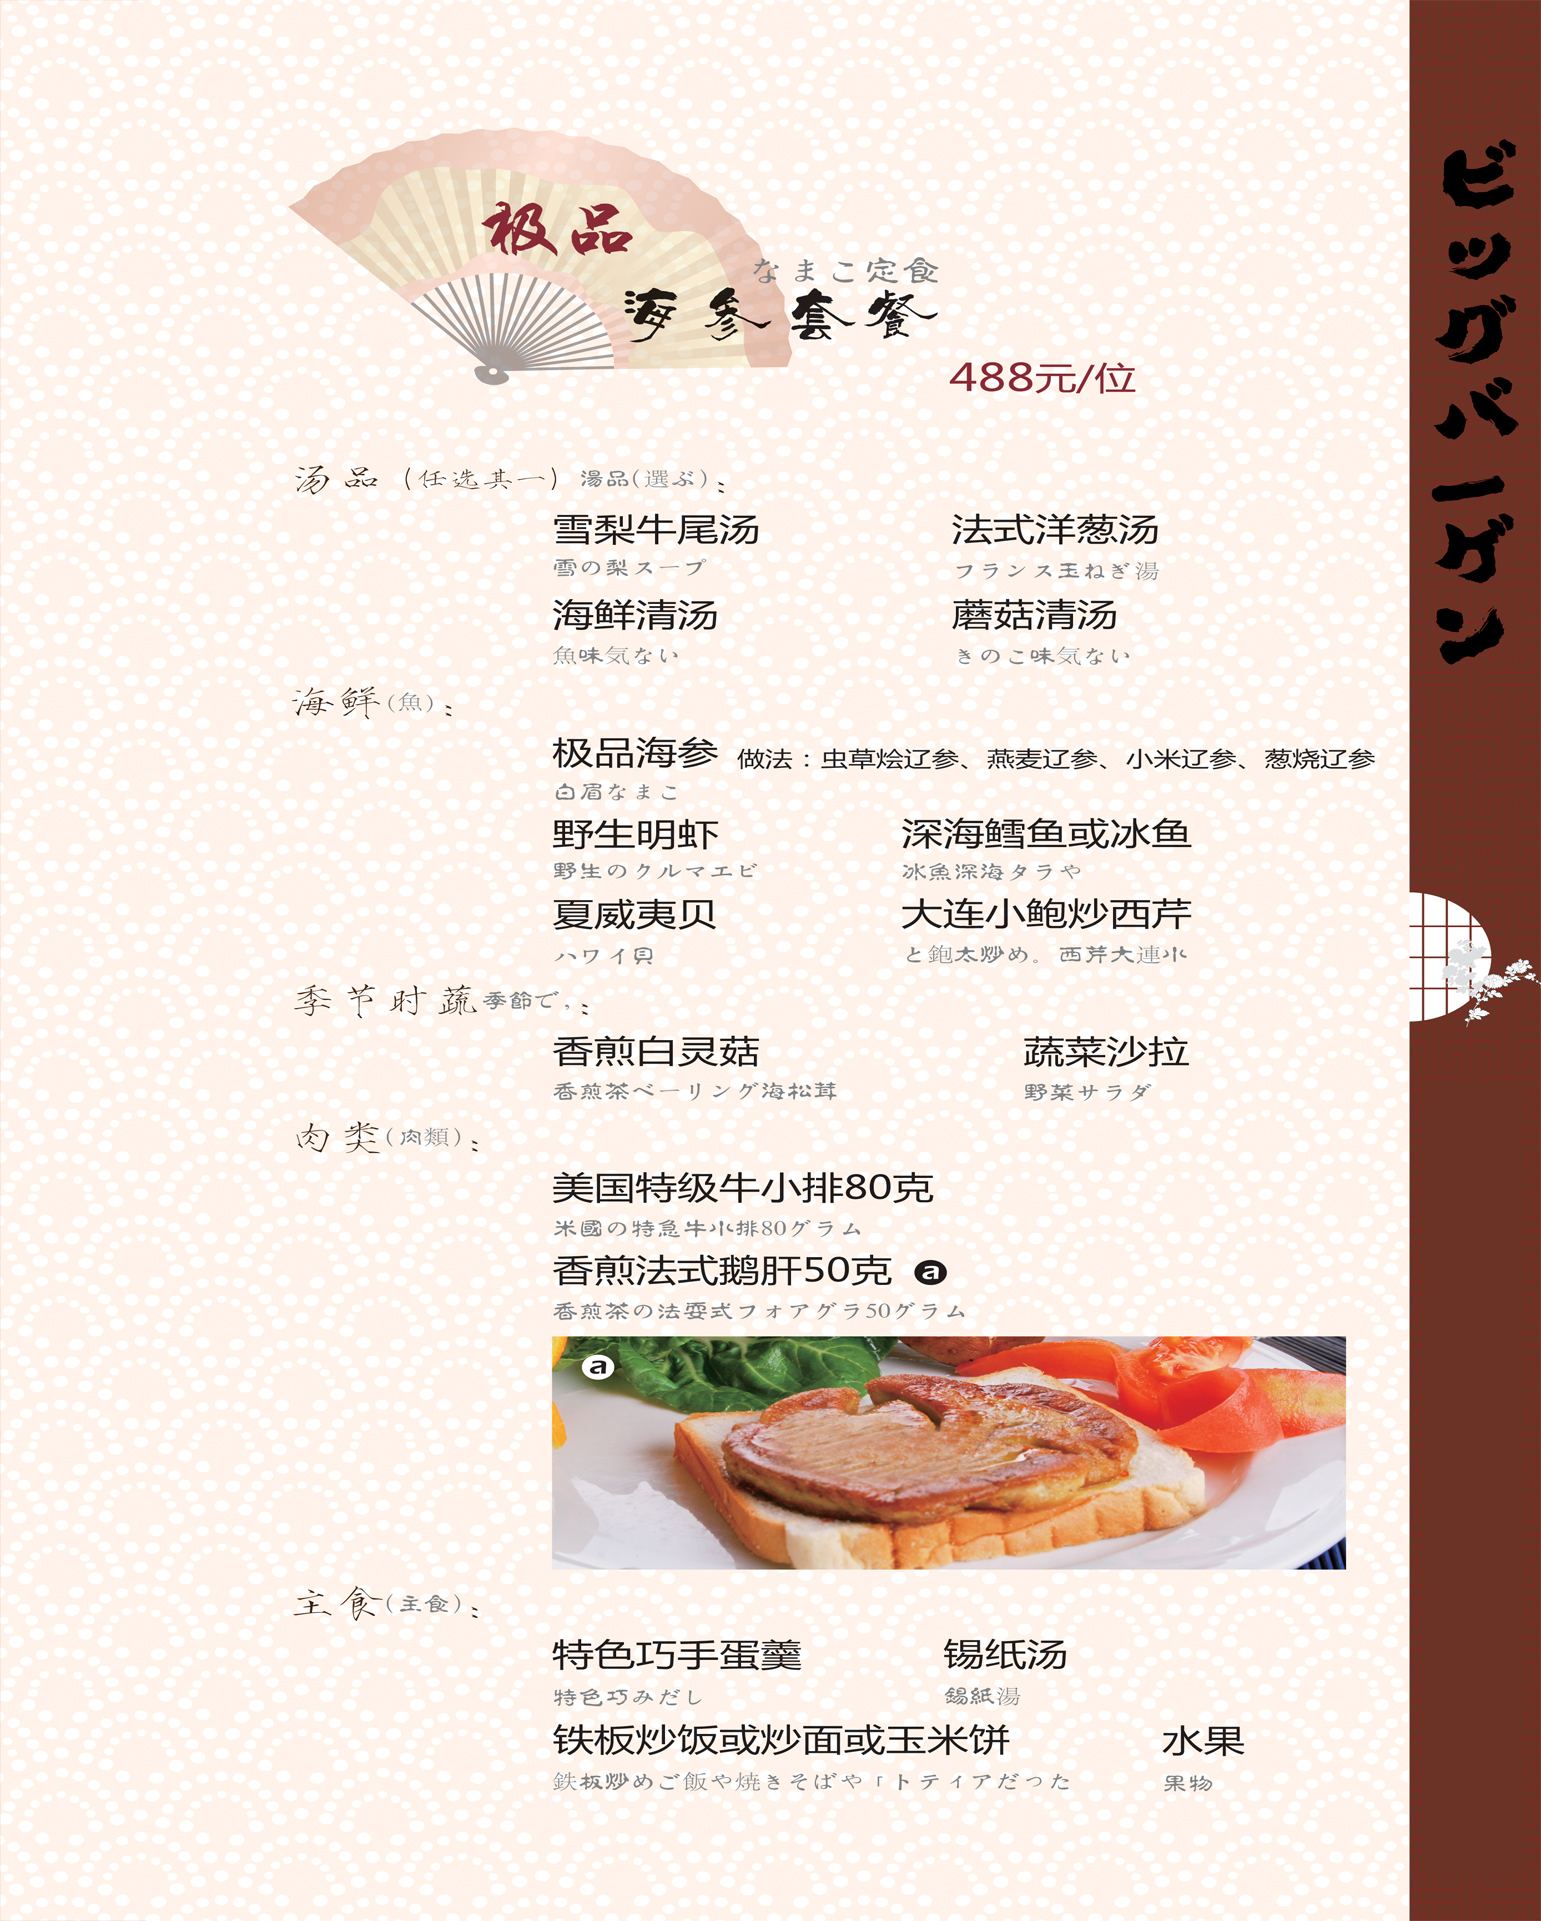 极品
なまこ定食
海参套餐
488元/位
汤品（任选其一）湯品(選ぶ)：
雪梨牛尾汤 法式洋葱汤
雪の梨スープ フランス玉ねぎ湯
海鲜清汤 蘑菇清汤
魚味気ない きのこ味気ない
海鲜(魚)：
极品海参 做法：虫草烩辽参、燕麦辽参、小米辽参、葱烧辽参
白眉なまこ
野生明虾 深海鳕鱼或冰鱼
野生のクルマエビ 冰魚深海タラや
夏威夷贝 大连小鲍炒西芹
ハワイ貝 と鮑太炒め。西芹大連小
季节时蔬季節で,：
香煎白灵菇 蔬菜沙拉
香煎茶ベーリング海松茸 野菜サラダ
肉类(肉類)：
美国特级牛小排80克
米國の特急牛小排80グラム
香煎法式鹅肝50克 a
香煎茶の法耍式フォアグラ50グラム
a
主食(主食)：
特色巧手蛋羹 锡纸汤
特色巧みだし 錫紙湯
铁板炒饭或炒面或玉米饼 水果
鉄板炒めご飯や焼きそばや「トティアだった 果物
ビッグバーゲン